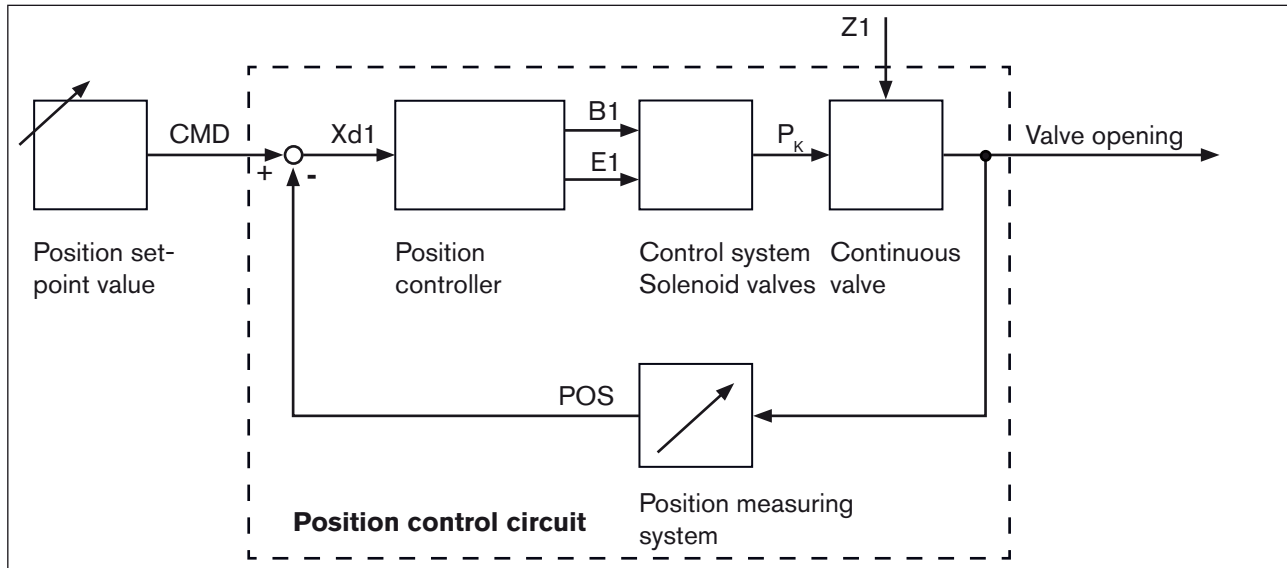 Z1
CMD
+
-
Xd1
B1
E1
PK
Valve opening
Position set-
point value
Position
controller
Control system
Solenoid valves
Continuous
valve
POS
Position measuring
system
Position control circuit